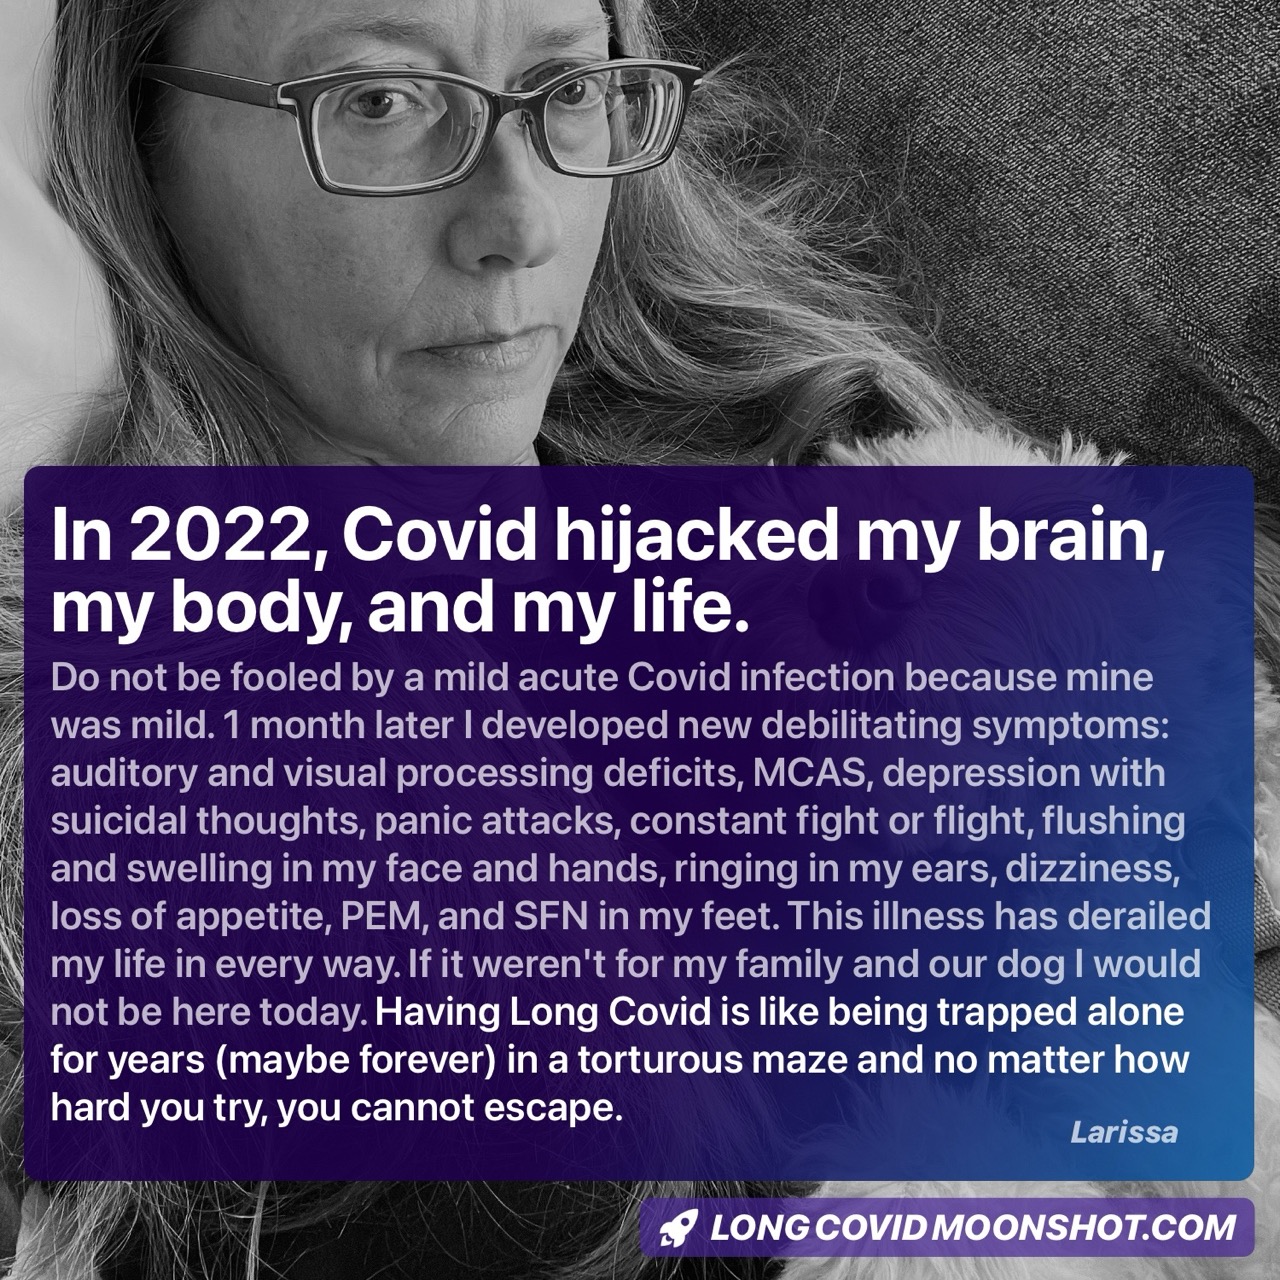 In 2022, Covid hijacked my brain,
my body, and my life.
Do not be fooled by a mild acute Covid infection because mine
was mild. 1 month later I developed new debilitating symptoms:
auditory and visual processing deficits, MCAS, depression with
suicidal thoughts, panic attacks, constant fight or flight, flushing
and swelling in my face and hands, ringing in my ears, dizziness,
loss of appetite, PEM, and SFN in my feet. This illness has derailed
my life in every way. If it weren't for my family and our dog I would
not be here today. Having Long Covid is like being trapped alone
for years (maybe forever) in a torturous maze and no matter how
hard you try, you cannot escape.
Larissa
LONG COVID MOONSHOT.COM